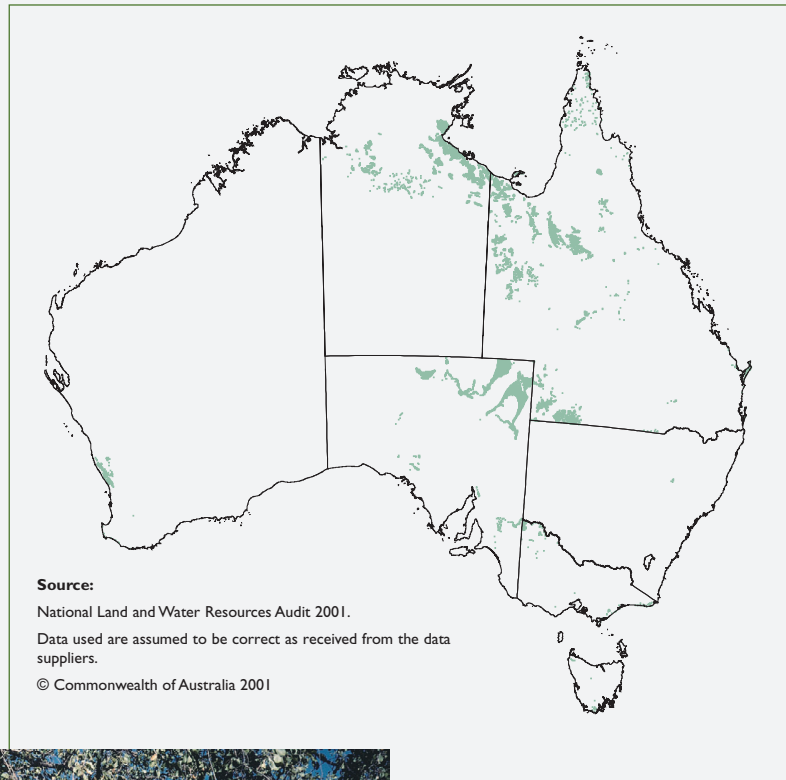 Source:
National Land and Water Resources Audit 2001.
Data used are assumed to be correct as received from the data
suppliers.
© Commonwealth of Australia 2001